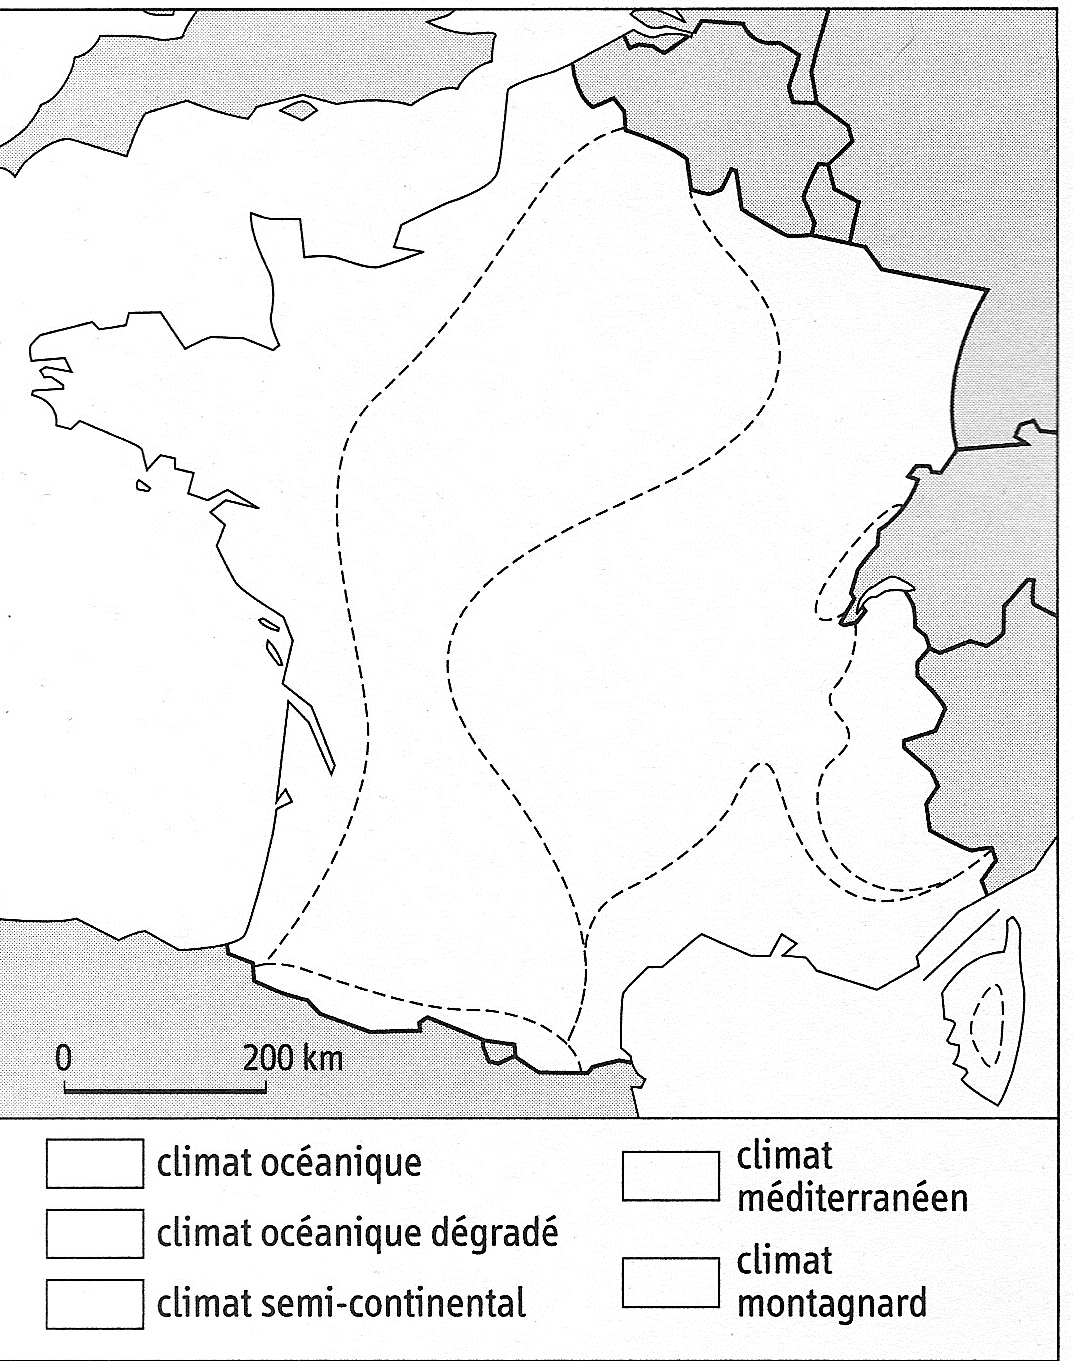 0
200 km
climat océanique
climat océanique dégradé
climat semi-continental
climat
méditerranéen
climat
montagnard